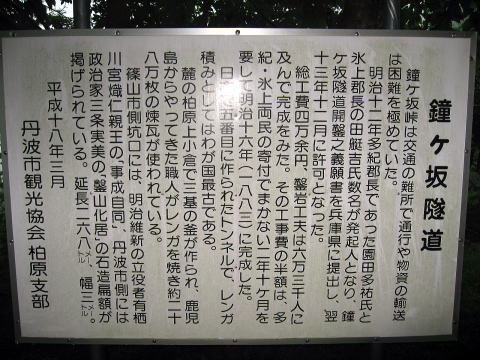 鐘ヶ坂隧道
鐘ヶ坂峠は交通の難所で通行や物資の輸送
は困難を極めていた。
明治十二年多紀郡長であった園田多祐氏と
氷上郡長の田艇吉氏数名が発起人となり、鐘
ケ坂隧道開鑿之義願書を兵庫県に提出し、翌
十三年十二月に許可となった。
総工費四万余円、鑿岩工夫は六万三千人に
及んで完成をみた。その工事費の半額は、多
紀・氷上両民の寄付でまかない二年十ケ月を
要して明治十六年(一八八三)に完成した。
日本で五番目に作られたトンネルで、レンガ
積みとしてはわが国最古である。
麓の柏原上小倉で三基の釜が作られ、鹿児
島からやってきた職人がレンガを焼き約二十
八万枚の煉瓦が使われている。
篠山市側坑口には、明治維新の立役者有栖
川宮熾仁親王の「事成自同」、丹波市側には
政治家三条実美の「鑿山化居」の石造扁額が
掲げられている。延長二六八㍍、幅三㍍。
平成十八年三月
丹波市観光協会 柏原支部